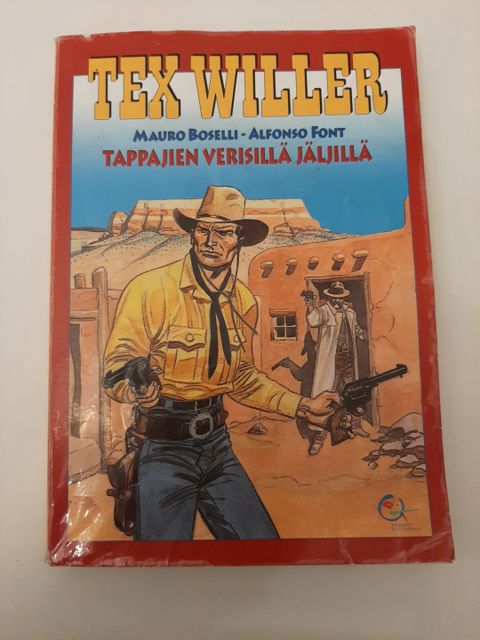 TEX WILLER
MAURO BOSELLI - ALFONSO FONT
TAPPAJIEN VERISILLÄ JÄLJILLÄ